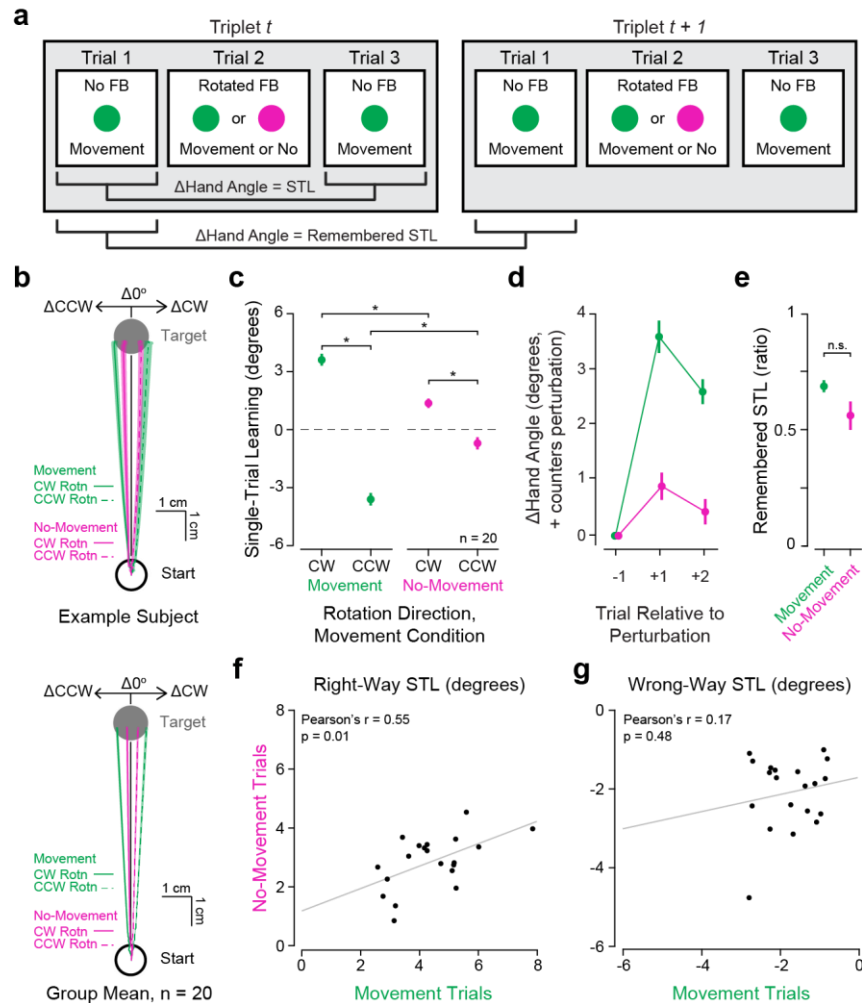 a
Triplet t
Triplet t + 1
Trial 1
Trial 2
Trial 3
Trial 1
Trial 2
Trial 3
No FB
Rotated FB
No FB
No FB
Rotated FB
No FB
or
or
Movement
Movement or No
Movement
Movement
Movement or No
Movement
ΔHand Angle = STL
ΔHand Angle = Remembered STL
b
ΔCCW
Δ0º
ΔCW
Target
Movement
CW Rotn
CCW Rotn
No-Movement
CW Rotn
CCW Rotn
1 cm
1 cm
Start
Example Subject
ΔCCW
Δ0º
ΔCW
Target
Movement
CW Rotn
CCW Rotn
No-Movement
CW Rotn
CCW Rotn
1 cm
1 cm
Start
Group Mean, n = 20
c
Single-Trial Learning (degrees)
6
3
0
-3
-6
*
*
*
*
n = 20
CW
CCW
CW
CCW
Movement
No-Movement
Rotation Direction,
Movement Condition
d
ΔHand Angle (degrees,
+ counters perturbation)
4
3
2
1
0
-1
+1
+2
Trial Relative to
Perturbation
e
Remembered STL (ratio)
1
0.5
0
n.s.
Movement
No-Movement
f
Right-Way STL (degrees)
Pearson's r = 0.55
p = 0.01
No-Movement Trials
8
6
4
2
0
0
2
4
6
8
Movement Trials
g
Wrong-Way STL (degrees)
Pearson's r = 0.17
p = 0.48
0
-2
-4
-6
-6
-4
-2
0
Movement Trials